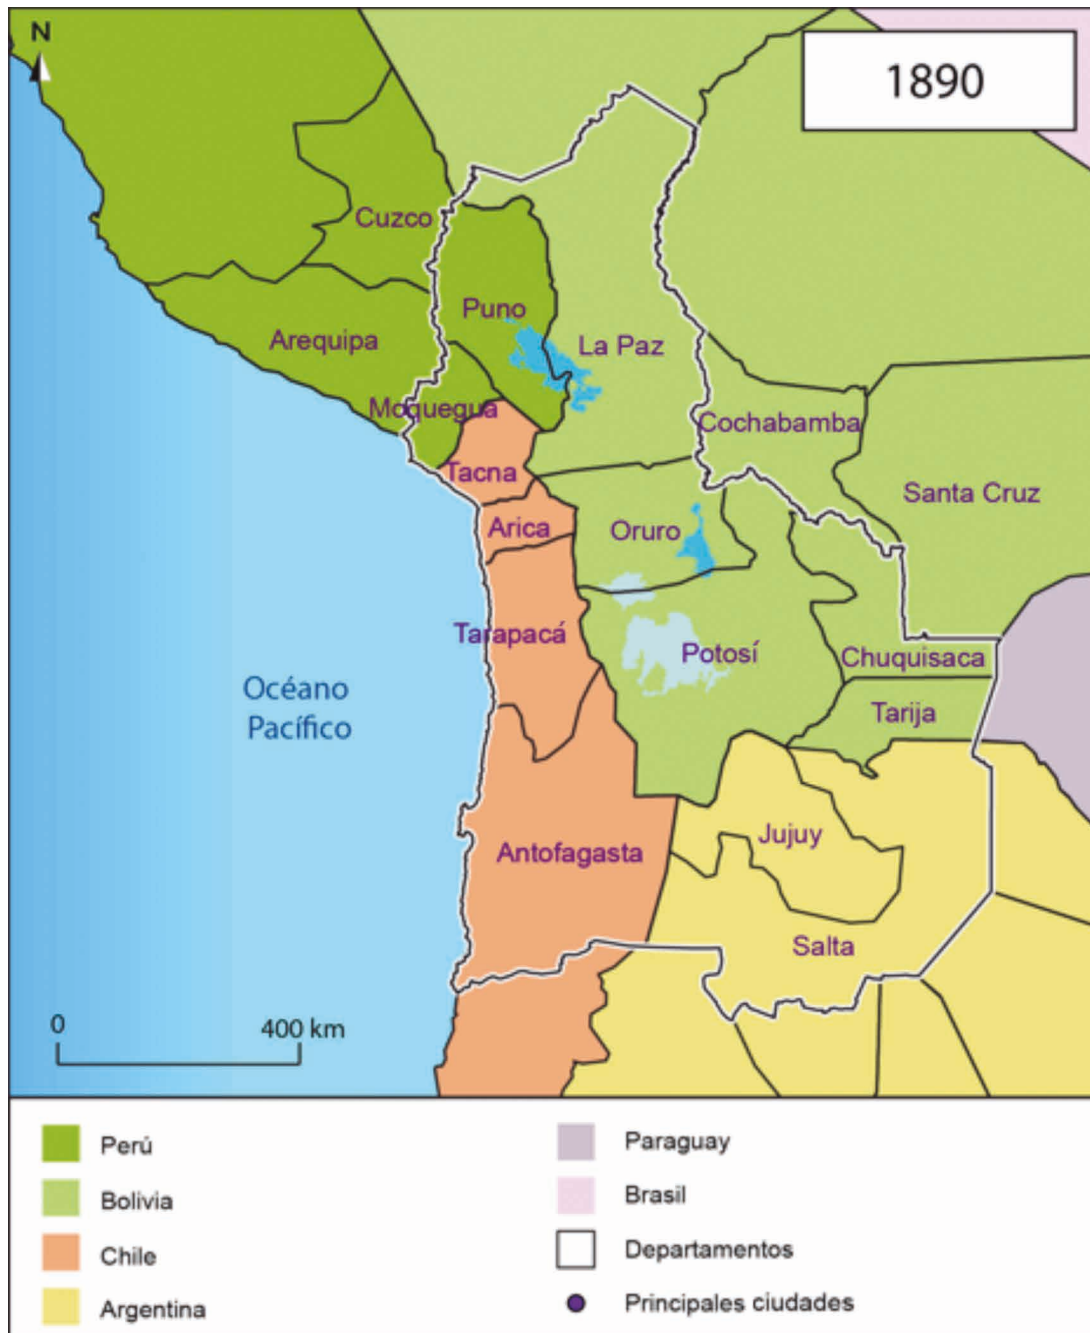 N
1890
Cuzco
Puno
La Paz
Arequipa
Moquegua
Cochabamba
Tacna
Santa Cruz
Arica
Oruro
Tarapacá
Potosí
Chuquisaca
Océano
Pacífico
Tarija
Jujuy
Antofagasta
Salta
0
400 km
Perú
Bolivia
Chile
Argentina
Paraguay
Brasil
Departamentos
Principales ciudades